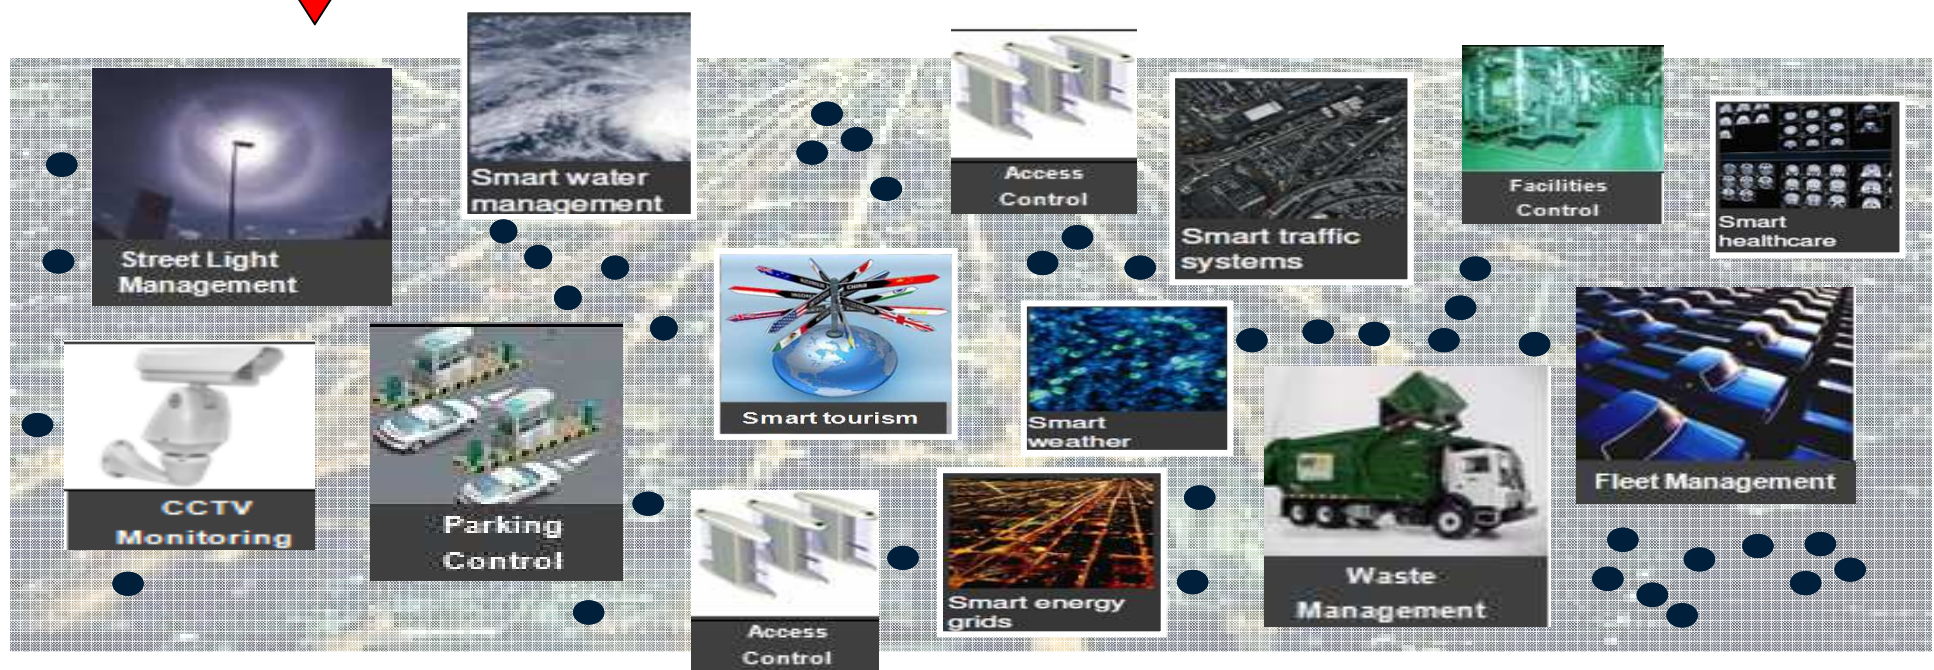 Street Light
Management
Smart water
management
Access
Control
Smart traffic
systems
Facilities
Control
Smart
healthcare
CCTV
Monitoring
Parking
Control
Smart tourism
Smart
weather
Fleet Management
Access
Control
Smart energy
grids
Waste
Management